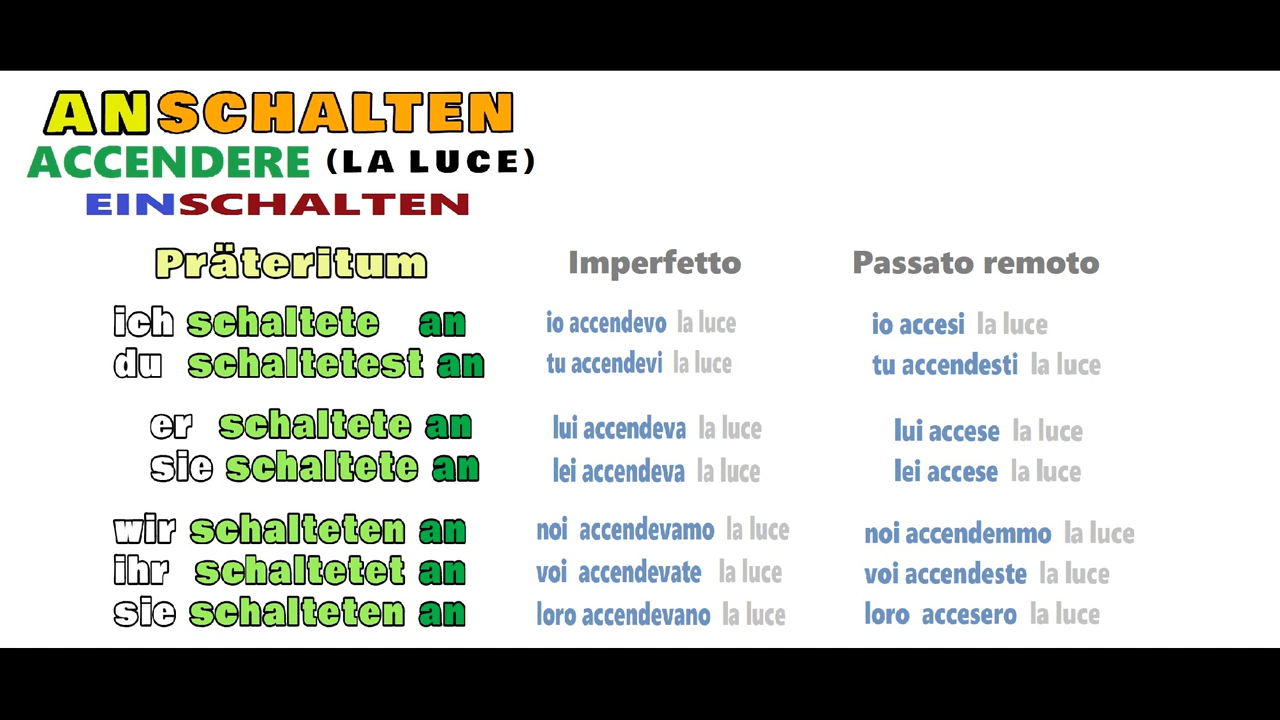 ANSCHALTEN
ACCENDERE (LA LUCE)
EINSCHALTEN
Präteritum Imperfetto Passato remoto
ich schaltete an io accendevo la luce io accesi la luce
du schaltetest an tu accendevi la luce tu accendesti la luce
er schaltete an lui accendeva la luce lui accese la luce
sie schaltete an lei accendeva la luce lei accese la luce
wir schalteten an noi accendevamo la luce noi accendemmo la luce
ihr schaltetet an voi accendevate la luce voi accendeste la luce
sie schalteten an loro accendevano la luce loro accesero la luce